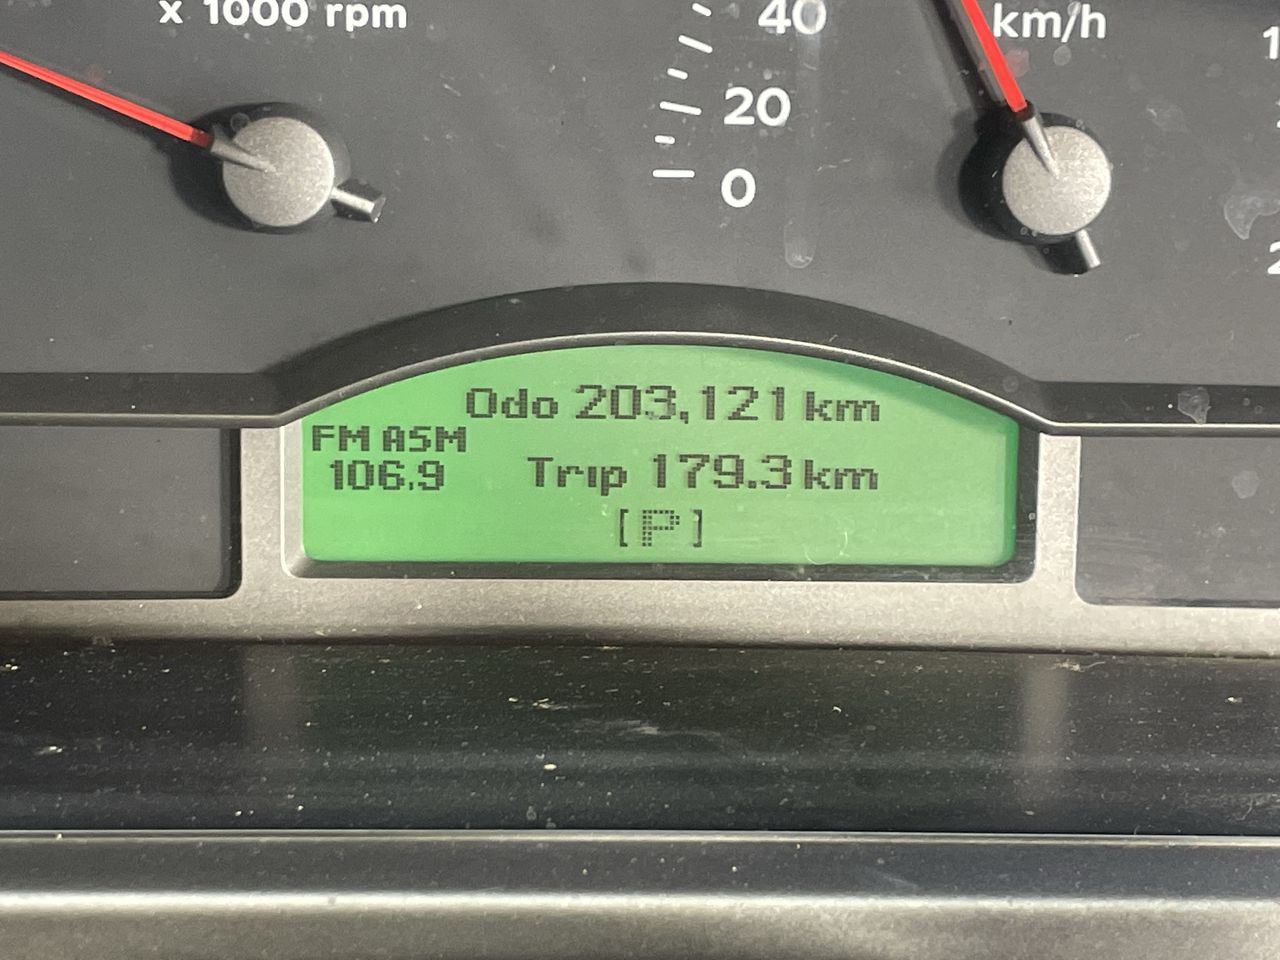 x 1000 rpm
40
km/h
20
0
Odo 203,121 km
FM ASM
106.9
Trip 179.3 km
[P]